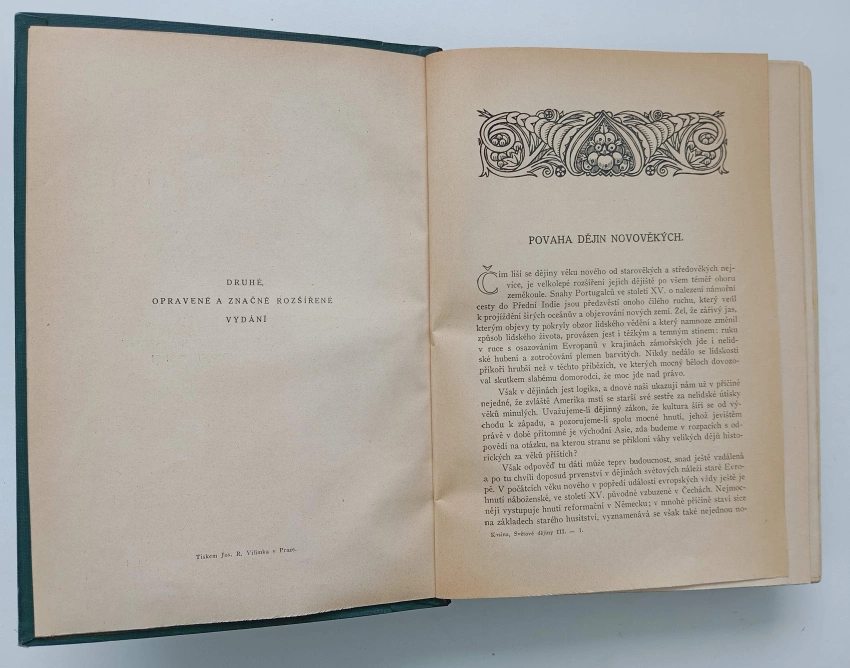 DRUHÉ,
OPRAVENÉ A ZNAČNĚ ROZŠÍŘENÉ
VYDÁNÍ
Tiskem Jos. R. Vilímka v Praze.
POVAHA DĚJIN NOVOVĚKÝCH.
Čím liší se dějiny věku nového od starověkých a středověkých nej-
více, je velkolepé rozšíření jejich dějiště po všem téměř oboru
zeměkoule. Snahy Portugalců ve století XV. o nalezení námořní
cesty do Přední Indie jsou předzvěstí onoho čilého ruchu, který vedl
k projíždění širých oceánův a objevování nových zemí. Žel, že zářivý jas,
kterým objevy ty pokryly obzor lidského vědění a který namnoze změnil
způsob lidského života, provázen jest i těžkým a temným stínem: ruku
v ruce s osazováním Evropanů v krajinách zámořských jde i nelid-
ské hubení a zotročování plemen barvitých. Nikdy nedálo se lidskosti
příkoří hrubší než v těchto příbězích, ve kterých mocný běloch dovozo-
val skutkem slabému domorodci, že moc jde nad právo.
Však v dějinách jest logika, a dnové naši ukazují nám už v příčině
nejedné, že zvláště Amerika mstí se starší své sestře za nelidské útisky
věků minulých. Uvažujeme-li dějinný zákon, že kultura šíří se od vý-
chodu k západu, a pozorujeme-li spolu mocné hnutí, jehož jevištěm
právě v době přítomné je východní Asie, zda budeme v rozpacích s od-
povědí na otázku, na kterou stranu se přikloní váhy velikých dějů histo-
rických za věků příštích?
Však odpověď tu dáti může teprv budoucnost, snad ještě vzdálená
a po tu chvíli doposud prvenství v dějinách světových náleží staré Evro-
pě. V počátcích věku nového v popředí událostí evropských vždy ještě je
hnutí náboženské, ve století XV. původně vzbuzené v Čechách. Nejmoc-
něji vystupuje hnutí reformační v Německu; v mnohé příčině staví sice
na základech starého husitství, vyznamenává se však také nejednou no-
Kosina, Světové dějiny III. — 1.